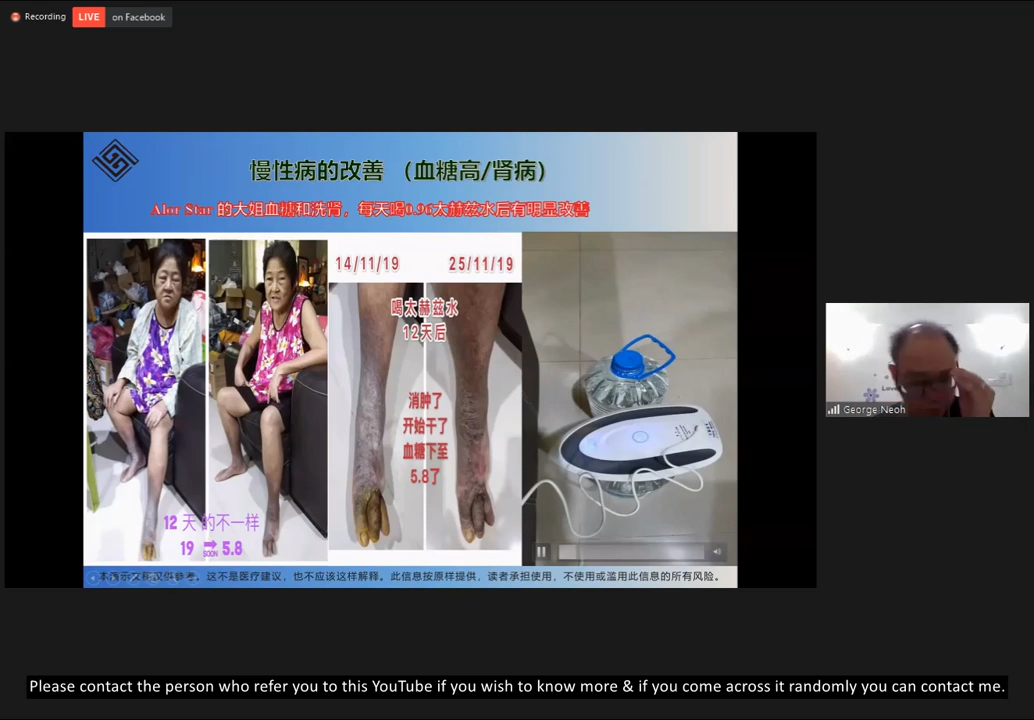 Recording LIVE on Facebook
慢性病的改善 （血糖高/肾病）
Alor Star 的大姐血糖和洗肾，每天喝0.96太赫兹水后有明显改善
14/11/19 25/11/19
喝太赫兹水
12天后
消肿了
开始干了
血糖下至
5.8了
12 天的不一样
19 SOON 5.8
George Neoh
本演示文稿仅供参考。这不是医疗建议，也不应该这样解释。此信息按原样提供，读者承担使用，不使用或滥用此信息的所有风险。
Please contact the person who refer you to this YouTube if you wish to know more & if you come across it randomly you can contact me.